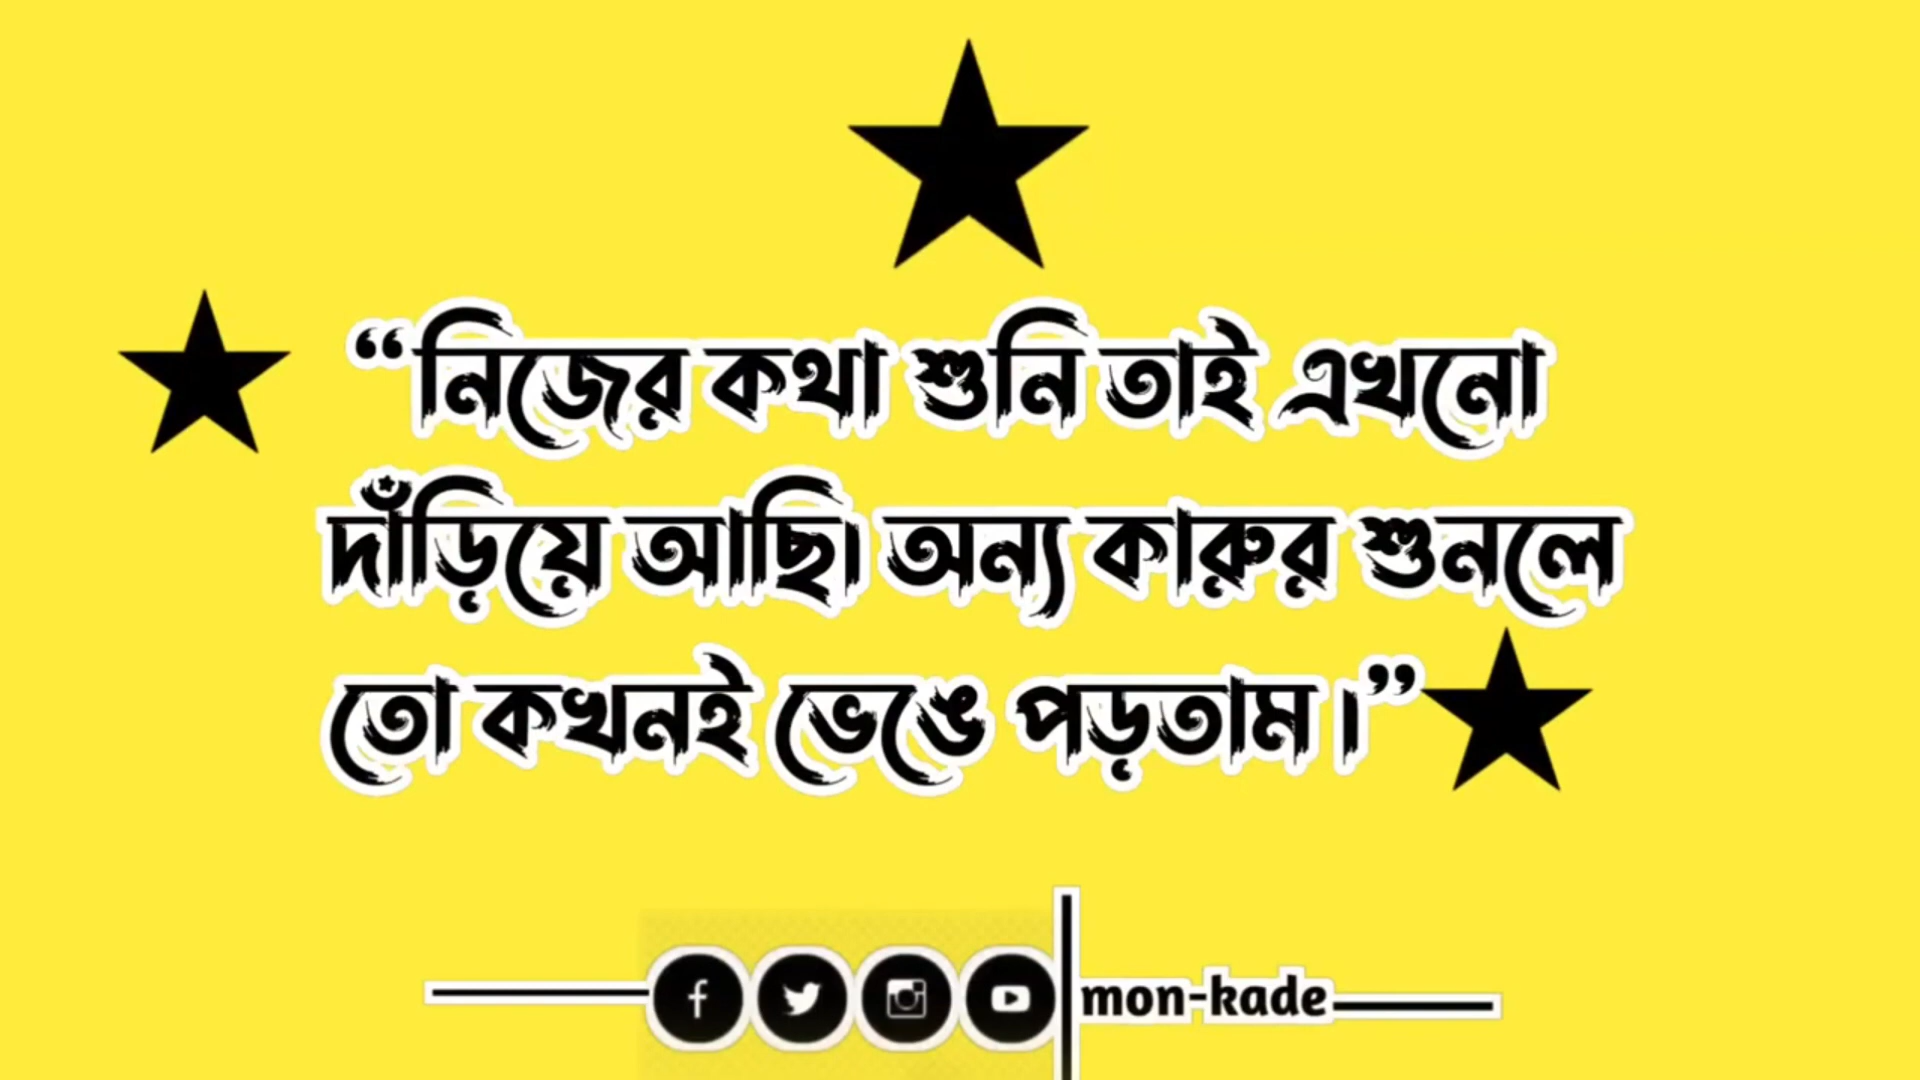 “নিজের কথা শুনি তাই এখনো
দাঁড়িয়ে আছি। অন্য কারুর শুনলে
তো কখনই ভেঙে পড়তাম।”
mon-kade